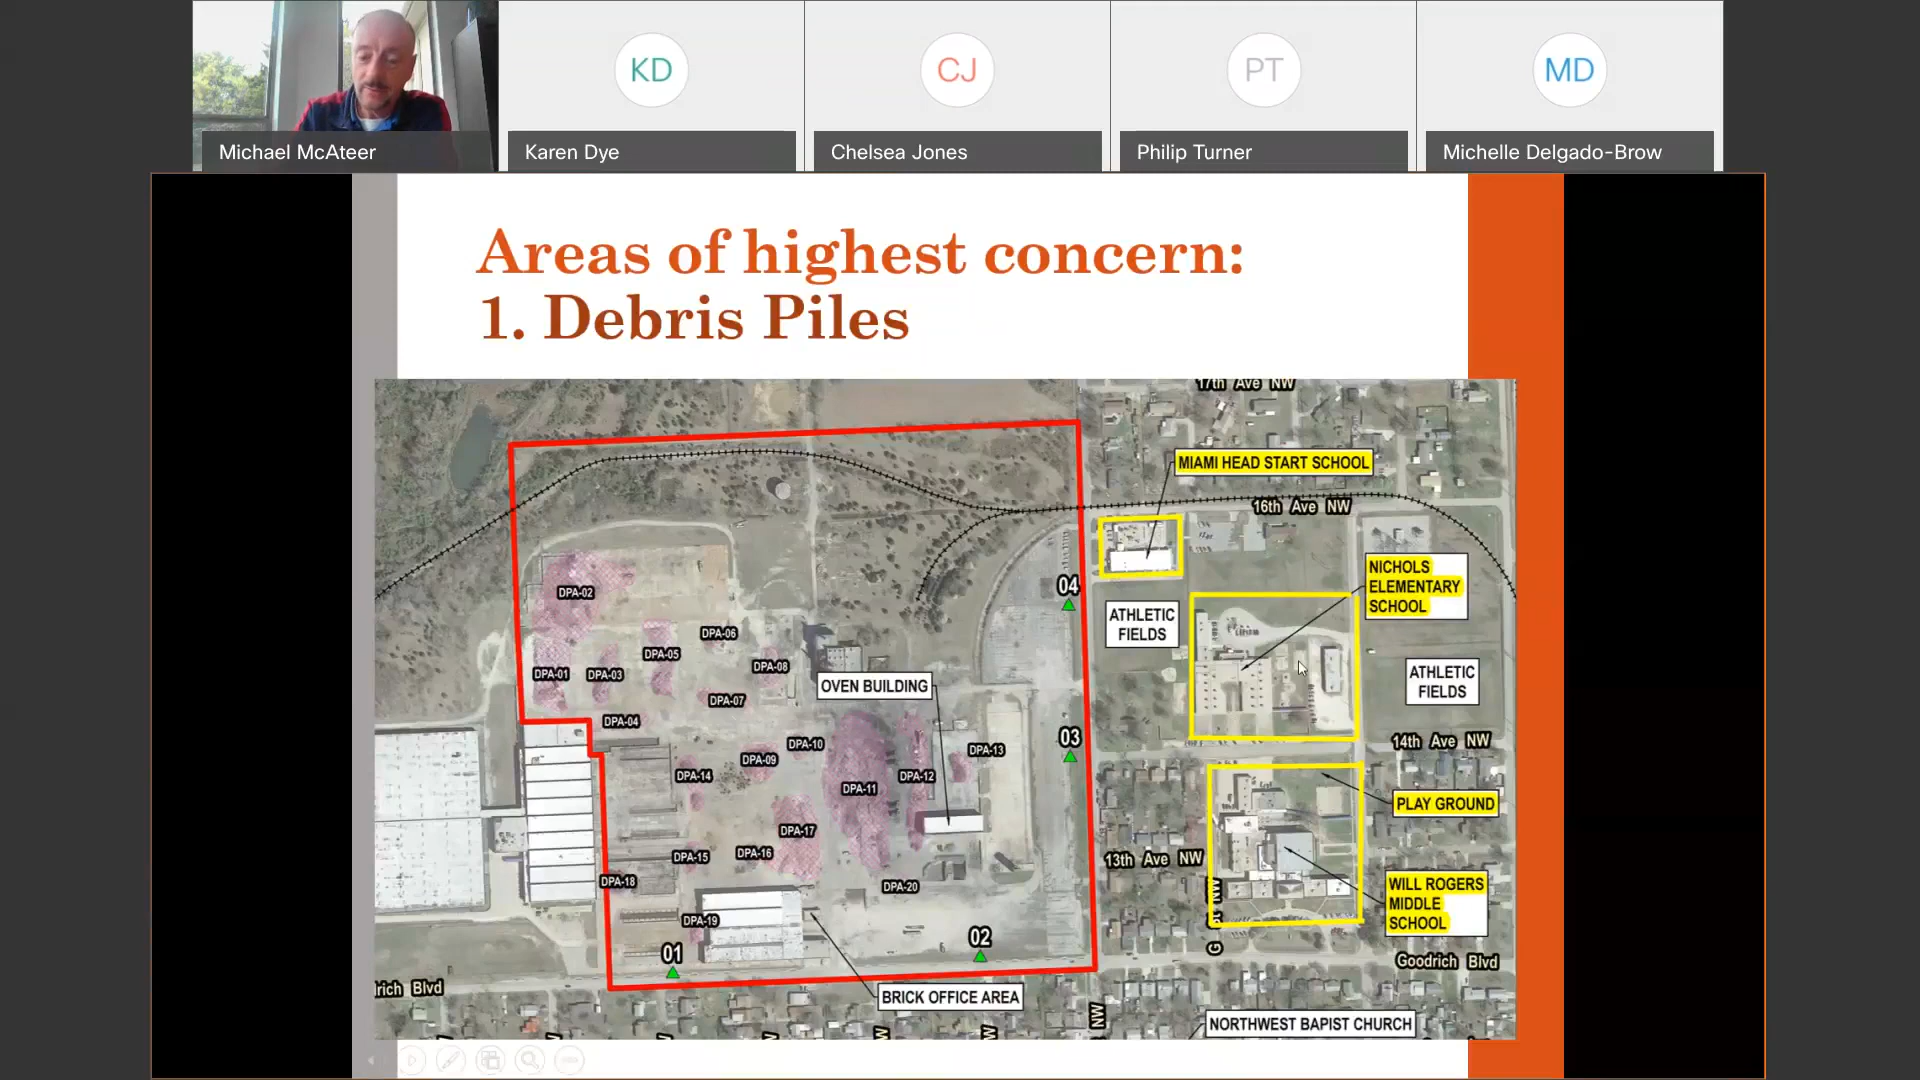 KD
CJ
PT
MD
Michael McAteer
Karen Dye
Chelsea Jones
Philip Turner
Michelle Delgado-Brow
Areas of highest concern:
1. Debris Piles
17th Ave NW
MIAMI HEAD START SCHOOL
16th Ave NW
NICHOLS
ELEMENTARY
SCHOOL
04
ATHLETIC
FIELDS
ATHLETIC
FIELDS
DPA-02
DPA-06
DPA-05
DPA-08
DPA-01
DPA-03
DPA-07
OVEN BUILDING
DPA-04
03
14th Ave NW
DPA-10
DPA-13
DPA-09
DPA-14
DPA-12
DPA-11
PLAY GROUND
DPA-17
DPA-16
DPA-15
13th Ave NW
DPA-18
DPA-20
WILL ROGERS
MIDDLE
SCHOOL
DPA-19
01
02
Goodrich Blvd
rich Blvd
BRICK OFFICE AREA
NW
NORTHWEST BAPIST CHURCH